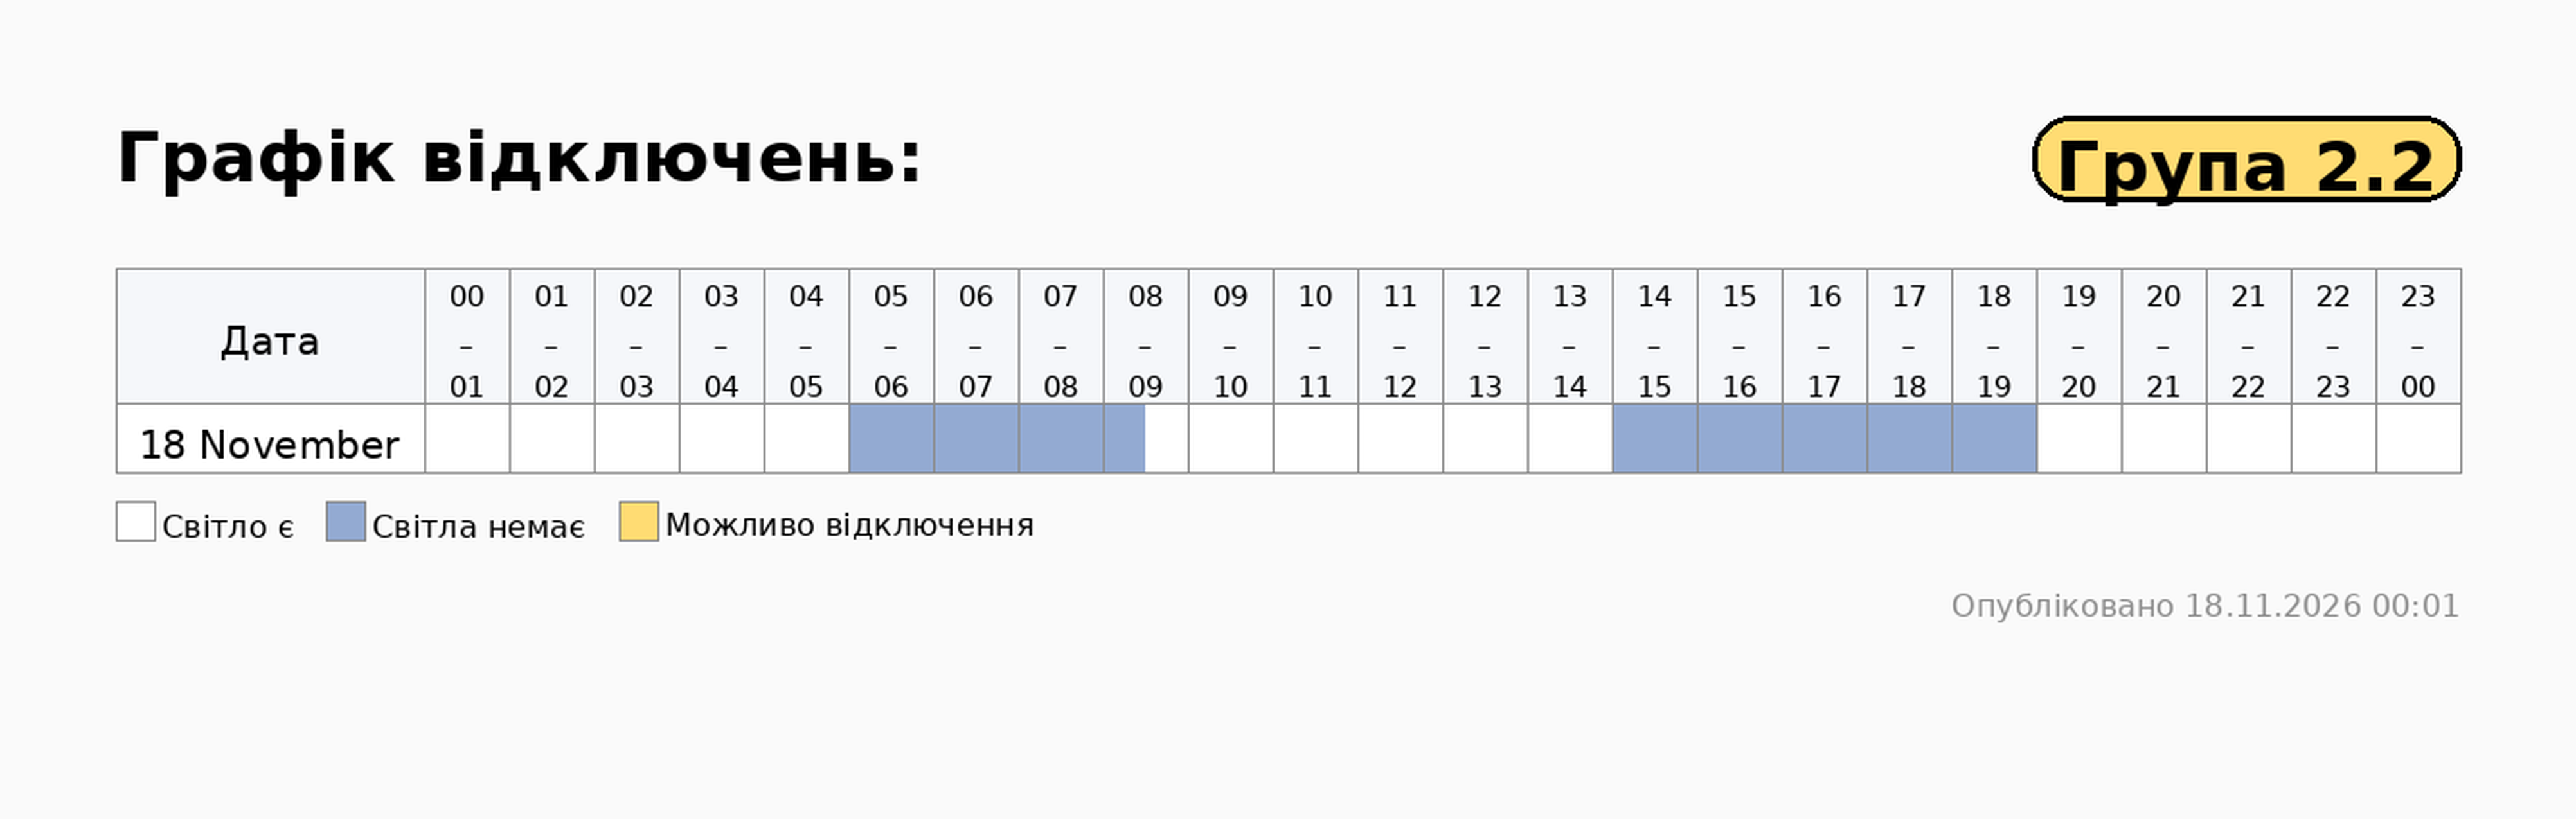 Графік відключень:
Група 2.2
Дата
00 – 01
01 – 02
02 – 03
03 – 04
04 – 05
05 – 06
06 – 07
07 – 08
08 – 09
09 – 10
10 – 11
11 – 12
12 – 13
13 – 14
14 – 15
15 – 16
16 – 17
17 – 18
18 – 19
19 – 20
20 – 21
21 – 22
22 – 23
23 – 00
18 November
Світло є
Світла немає
Можливо відключення
Опубліковано 18.11.2026 00:01